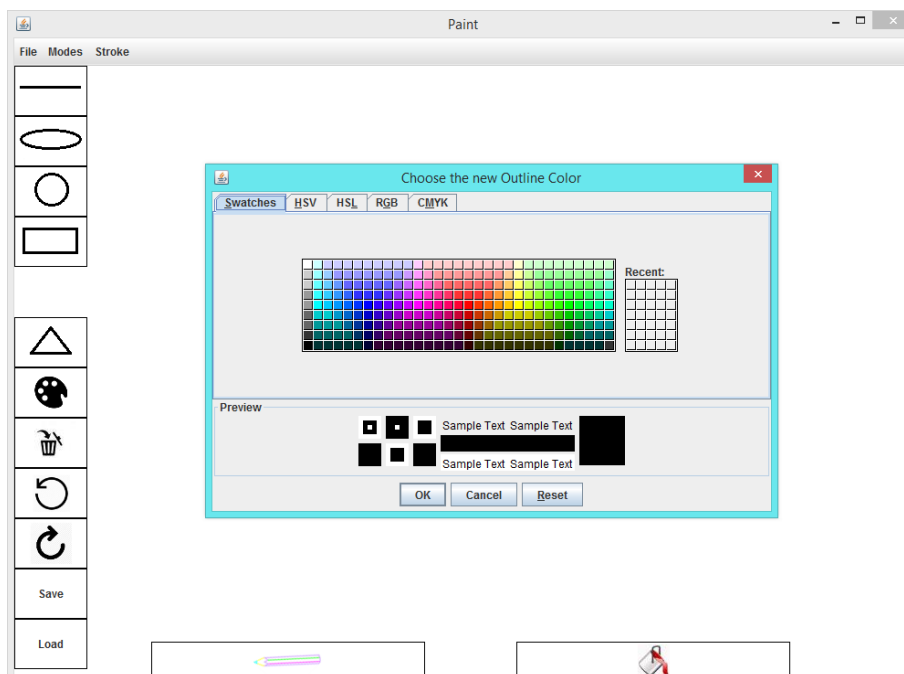 Paint
File Modes Stroke
Choose the new Outline Color
Swatches HSV HSL RGB CMYK
Recent:
Preview
Sample Text Sample Text
Sample Text Sample Text
OK Cancel Reset
Save
Load